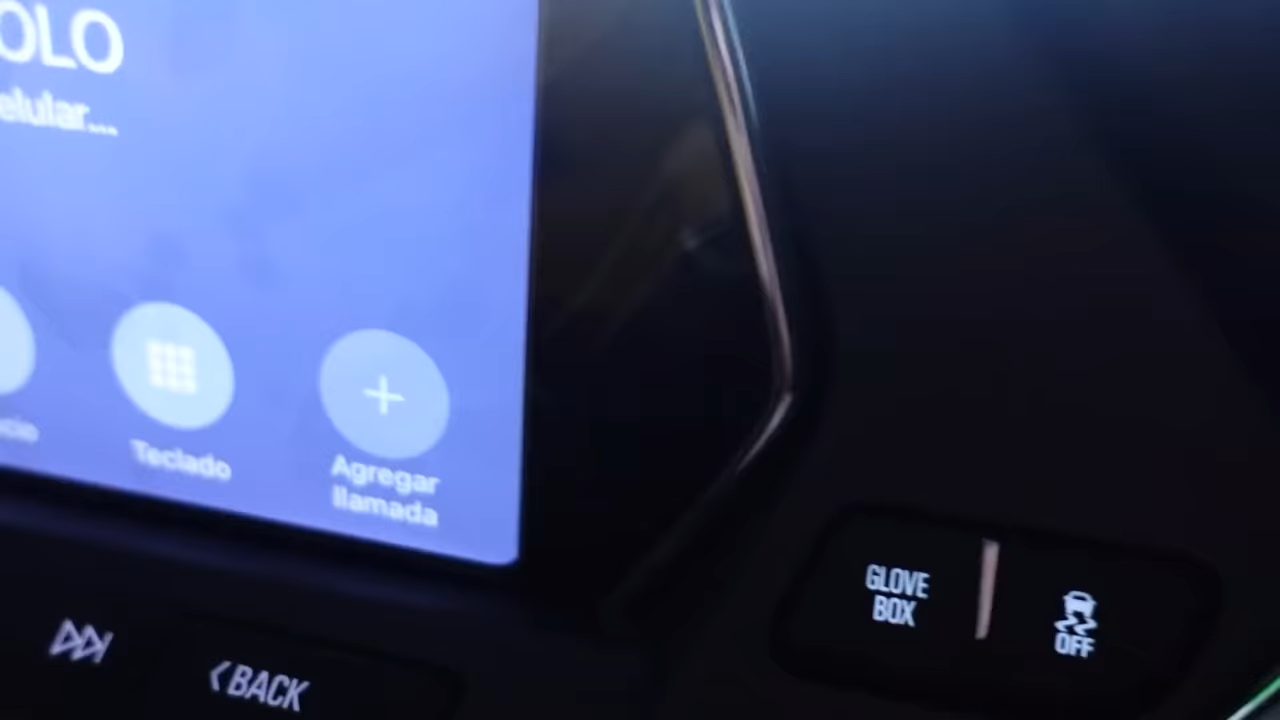 OLO
elular...
Teclado
Agregar
llamada
GLOVE
BOX
OFF
BACK